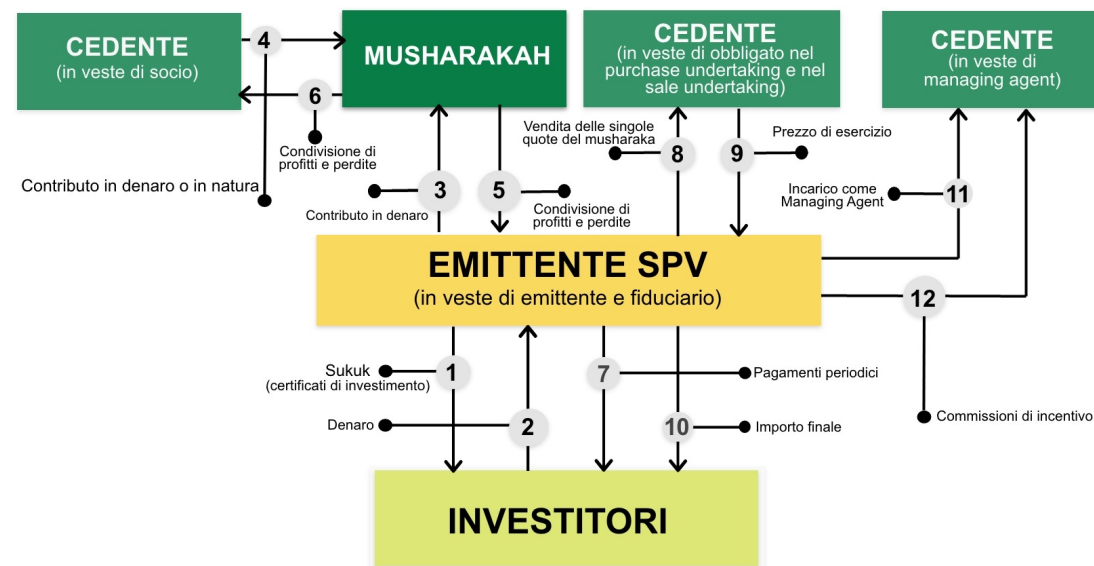 CEDENTE
(in veste di socio)
4
6
Condivisione di
profitti e perdite
Contributo in denaro o in natura
MUSHARAKAH
3
Contributo in denaro
5
Condivisione di
profitti e perdite
CEDENTE
(in veste di obbligato nel
purchase undertaking e nel
sale undertaking)
Vendita delle singole
quote del musharaka
8
9
Prezzo di esercizio
CEDENTE
(in veste di
managing agent)
Incarico come
Managing Agent
11
EMITTENTE SPV
(in veste di emittente e fiduciario)
12
Commissioni di incentivo
Sukuk
(certificati di investimento)
1
Denaro
2
7
Pagamenti periodici
10
Importo finale
INVESTITORI